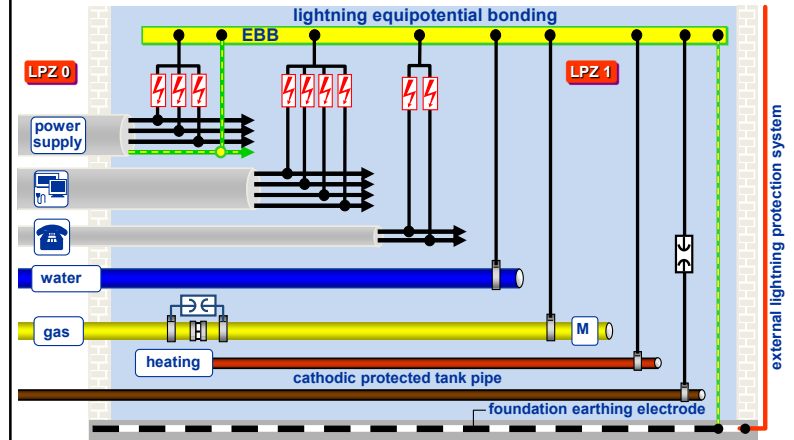 lightning equipotential bonding
EBB
LPZ 0
LPZ 1
power
supply
water
gas
M
heating
cathodic protected tank pipe
foundation earthing electrode
external lightning protection system